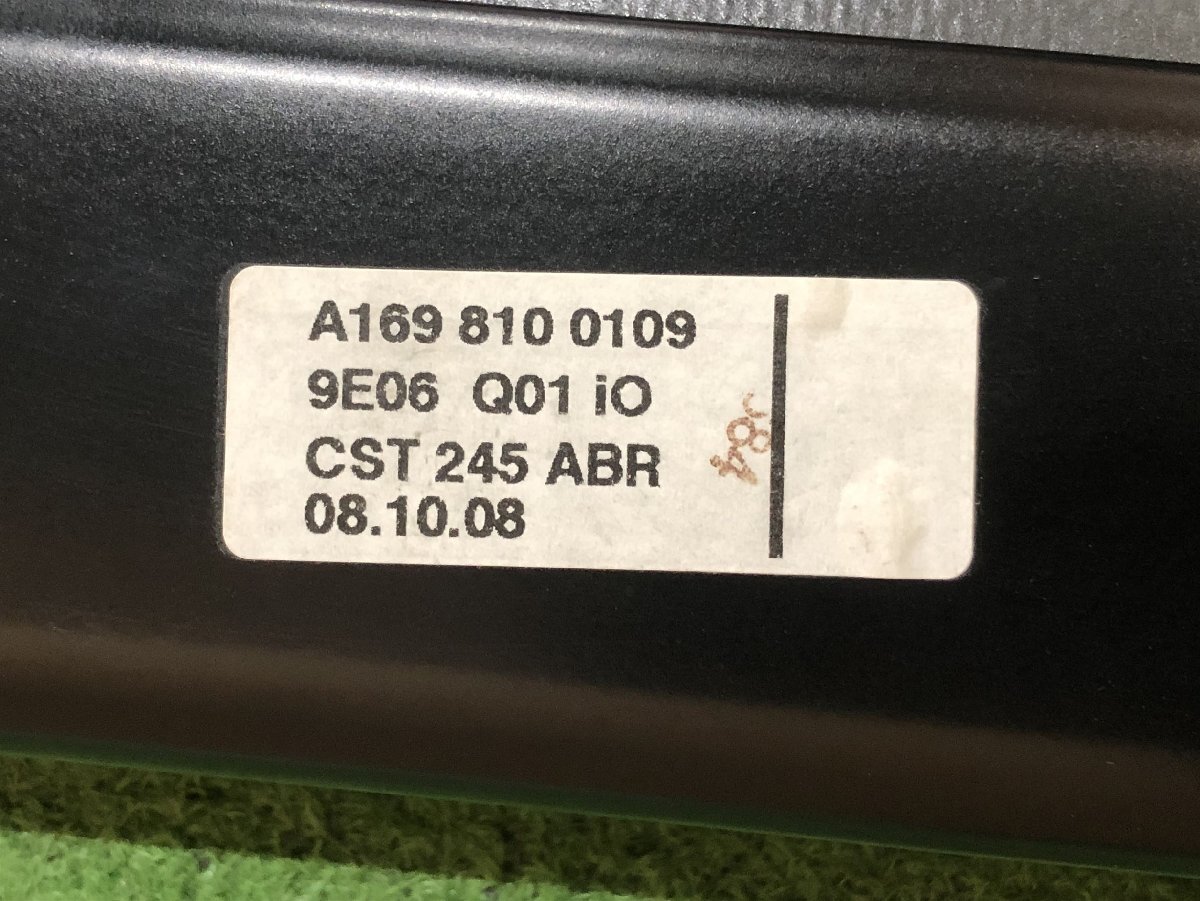 A169 810 0109
9E06 Q01 iO
CST 245 ABR
08.10.08